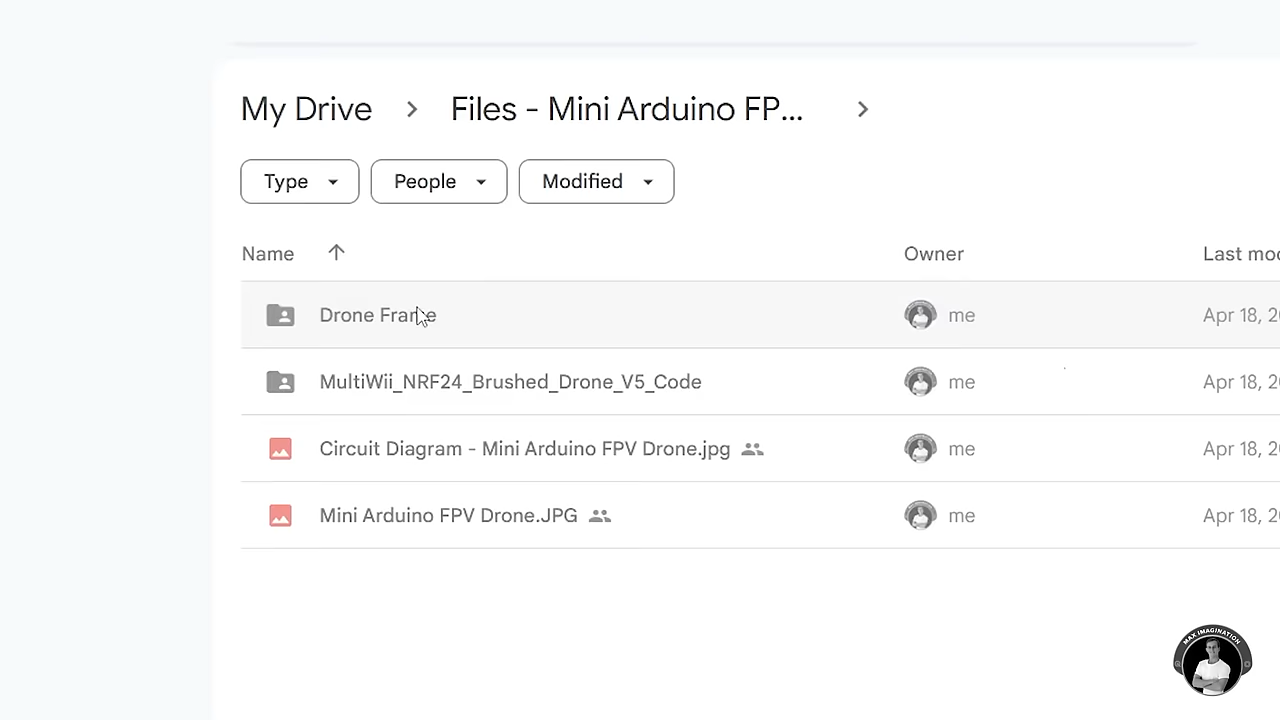 My Drive > Files - Mini Arduino FP... >
Type People Modified
Name Owner Last mo
Drone Frame me Apr 18, 2
MultiWii_NRF24_Brushed_Drone_V5_Code me Apr 18, 2
Circuit Diagram - Mini Arduino FPV Drone.jpg me Apr 18, 2
Mini Arduino FPV Drone.JPG me Apr 18, 2
MAX IMAGINATION